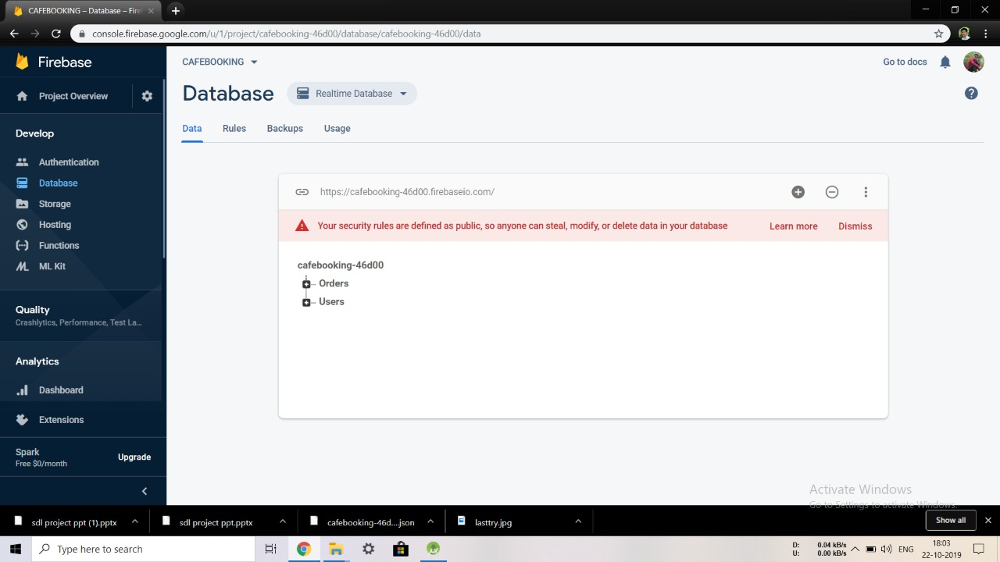 CAFEBOOKING – Database – Fire
console.firebase.google.com/u/1/project/cafebooking-46d00/database/cafebooking-46d00/data
Firebase
Project Overview
Develop
Authentication
Database
Storage
Hosting
Functions
ML Kit
Quality
Crashlytics, Performance, Test La...
Analytics
Dashboard
Extensions
Spark
Free $0/month
Upgrade
CAFEBOOKING
Go to docs
Database
Realtime Database
Data Rules Backups Usage
https://cafebooking-46d00.firebaseio.com/
Your security rules are defined as public, so anyone can steal, modify, or delete data in your database Learn more Dismiss
cafebooking-46d00
Orders
Users
Activate Windows
Go to Settings to activate Windows.
sdl project ppt (1).pptx
sdl project ppt.pptx
cafebooking-46d....json
lasttry.jpg
Show all
Type here to search
D: 0.04 kB/s
U: 0.00 kB/s
ENG
18:03
22-10-2019